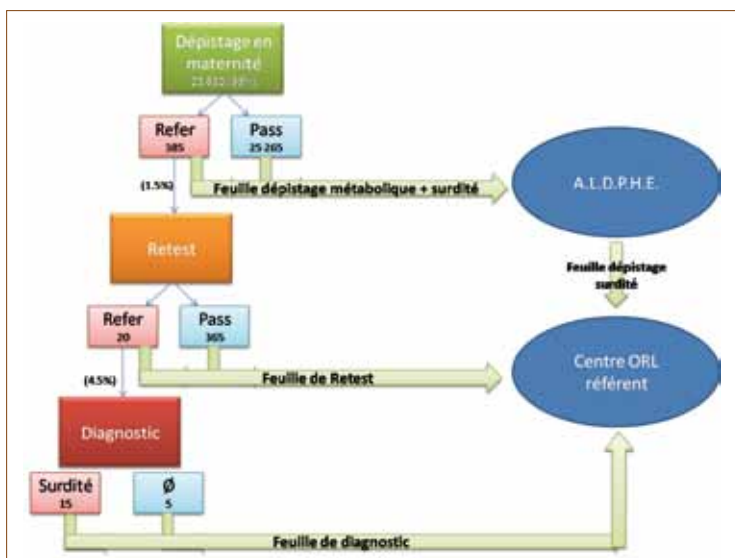 Dépistage en
maternité
Refer
385
Pass
25 265
(1.5%)
Feuille dépistage métabolique + surdité
A.L.D.P.H.E.
Retest
Feuille dépistage
surdité
Refer
20
Pass
365
(4.5%)
Feuille de Retest
Centre ORL
référent
Diagnostic
Surdité
15
Ø
5
Feuille de diagnostic